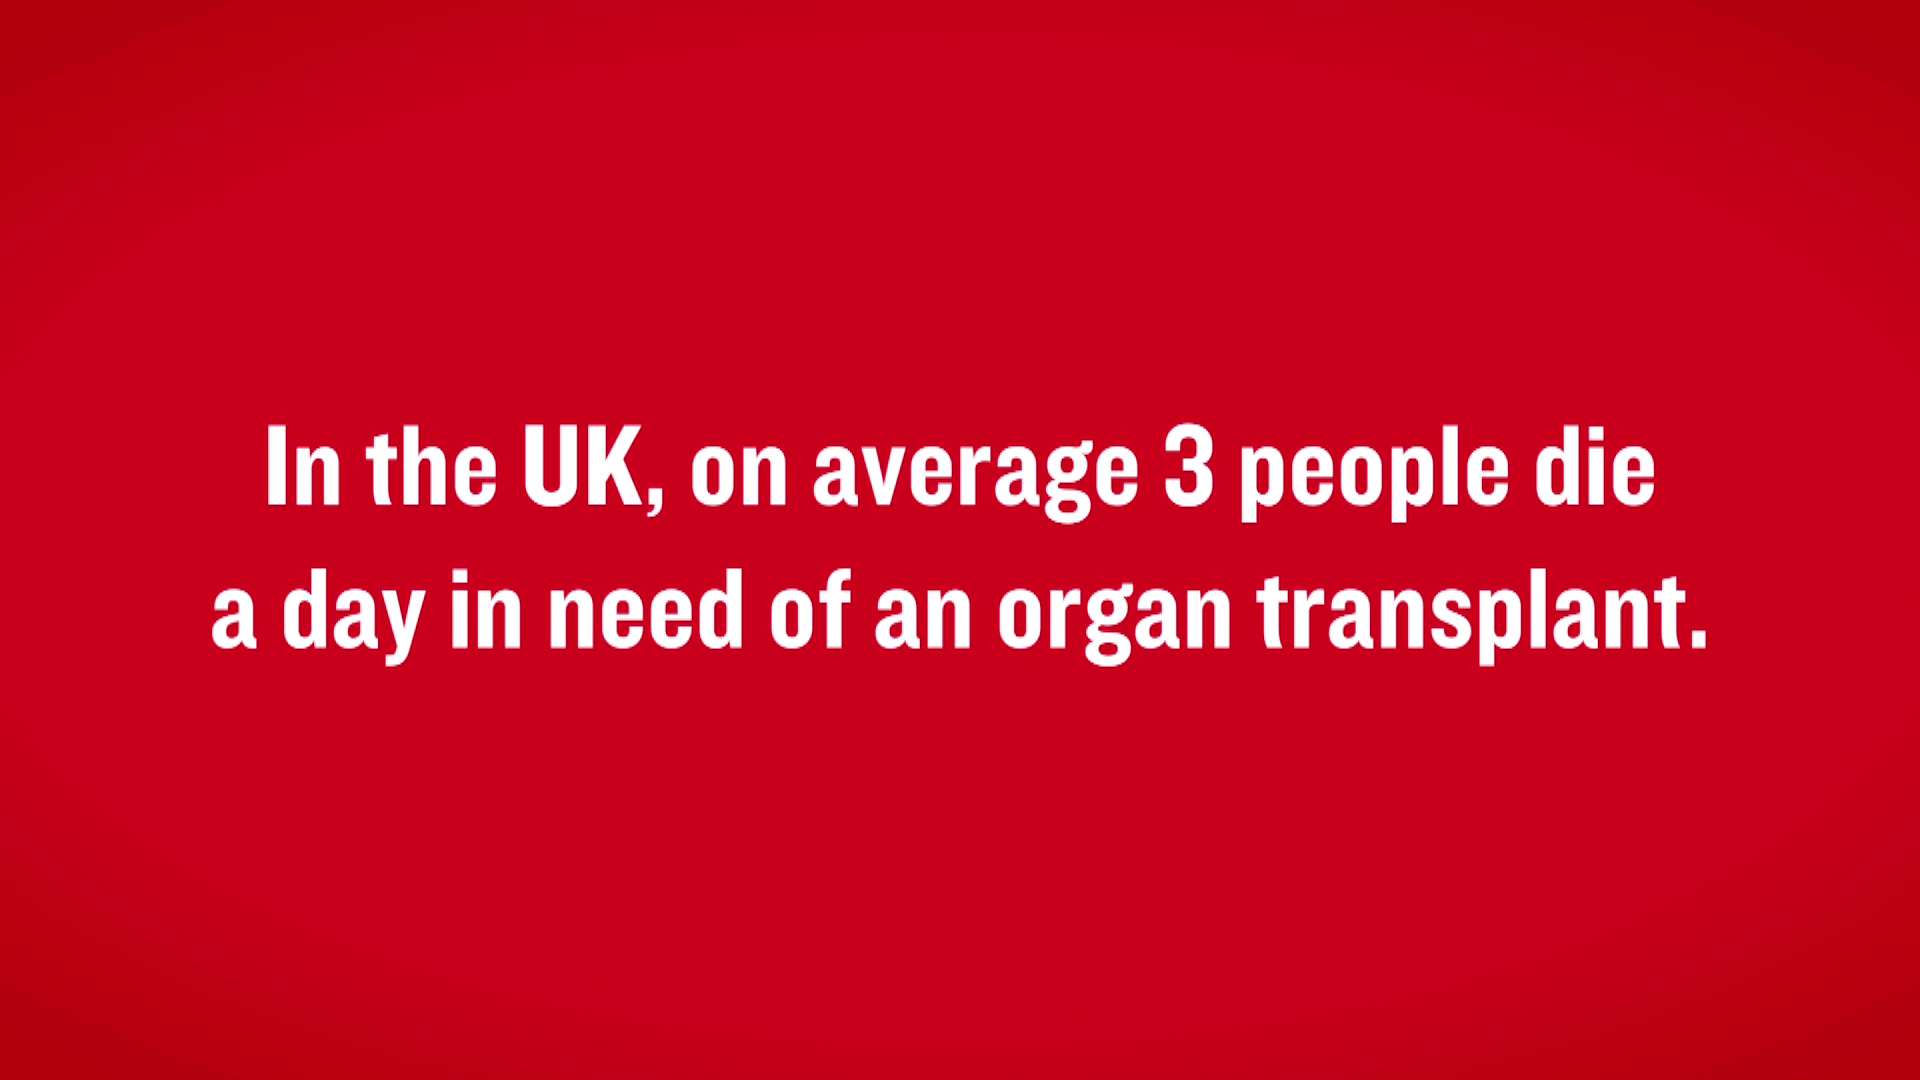 In the UK, on average 3 people die
a day in need of an organ transplant.